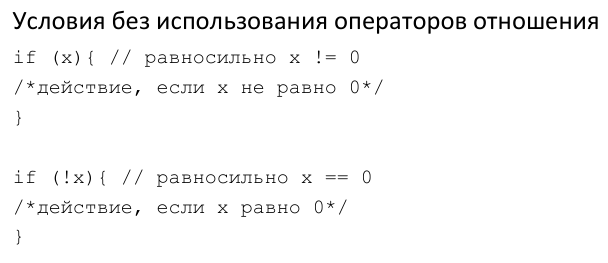 Условия без использования операторов отношения
if (x){ // равносильно x != 0
/*действие, если x не равно 0*/
}
if (!x){ // равносильно x == 0
/*действие, если x равно 0*/
}